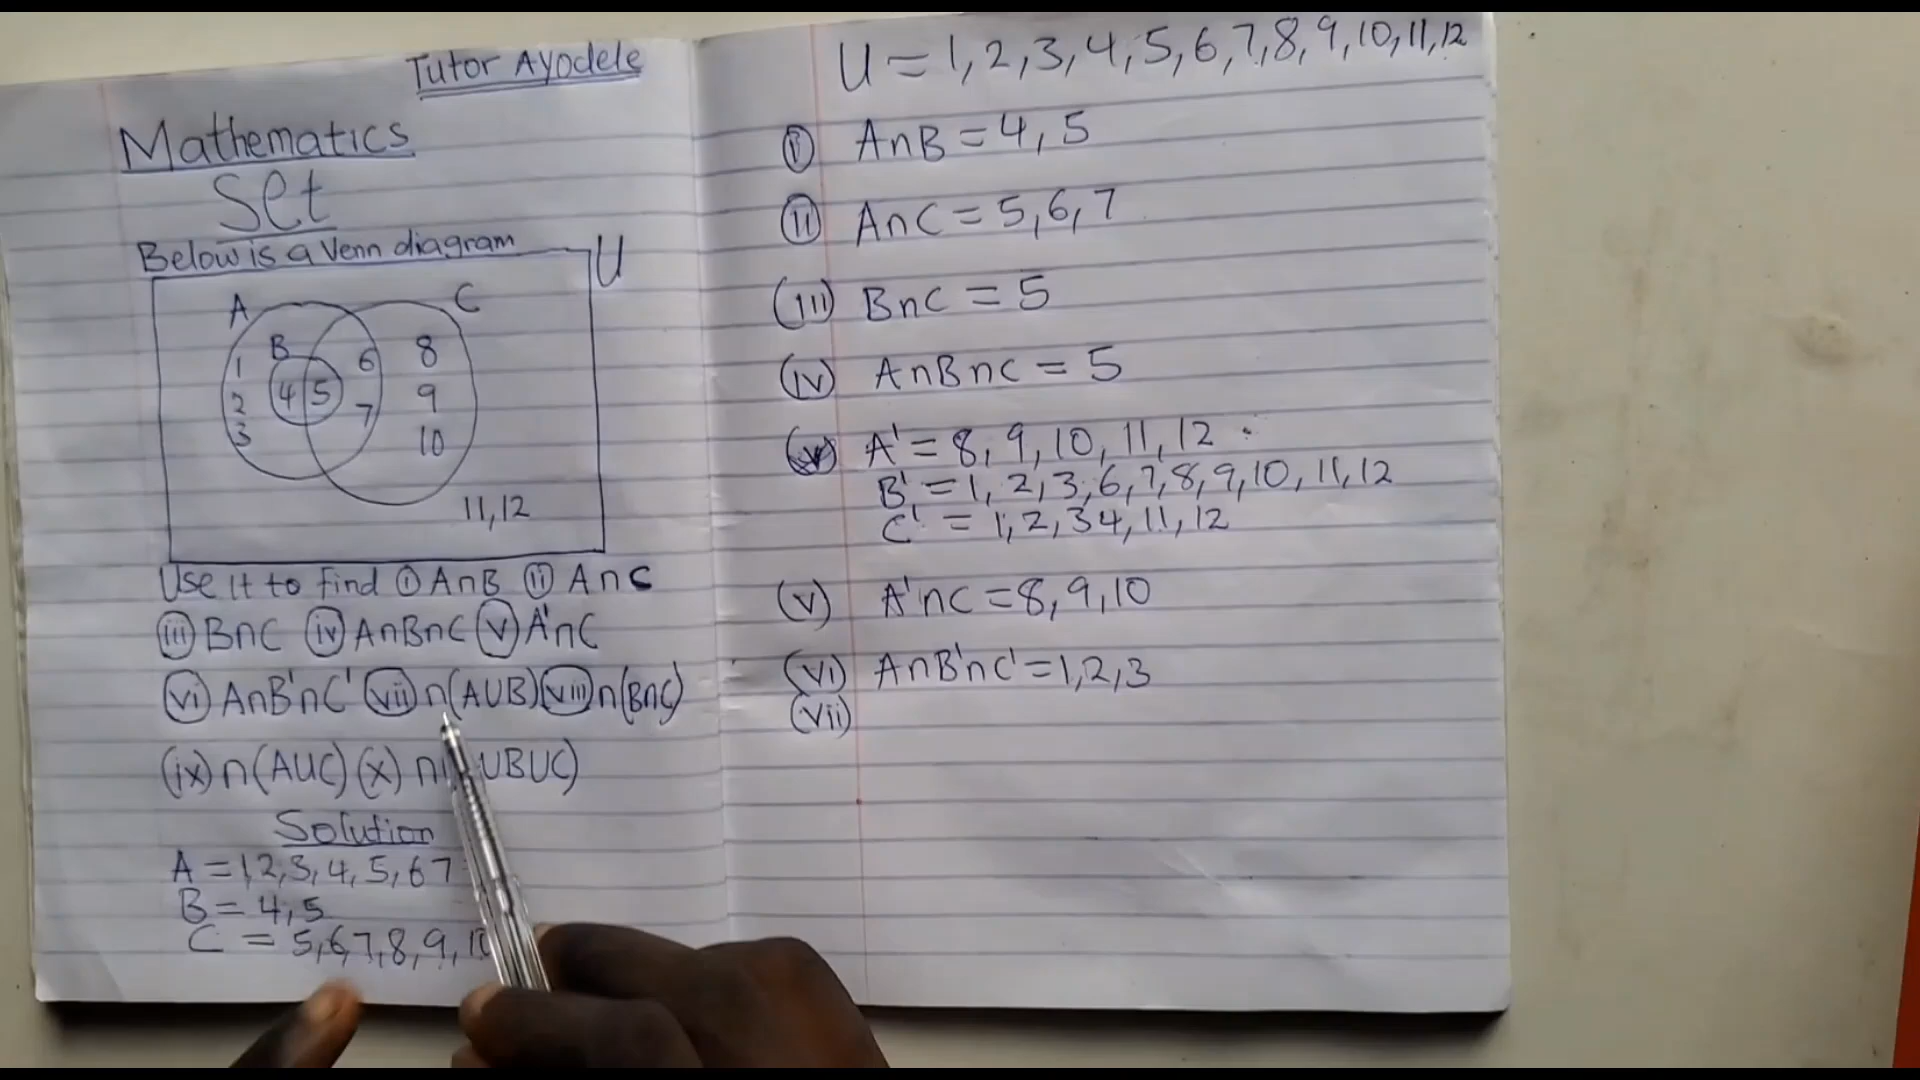 Tutor Ayodele
Mathematics
Set
Below is a Venn diagram
U
A
C
B
1
6
8
2
4
5
9
3
7
10
11,12
Use it to find (i) A∩B (ii) A∩C
(iii) B∩C (iv) A∩B∩C (v) A'∩C
(vi) A∩B'∩C' (vii) n(AUB) (viii) n(B∩C)
(ix) n(AUC) (x) n UBUC)
Solution
A = 1,2,3,4,5,6 7
B = 4,5
C = 5,6,7,8,9,10
U = 1,2,3,4,5,6,7,8,9,10,11,12
(i) A∩B = 4,5
(ii) A∩C = 5,6,7
(iii) B∩C = 5
(iv) A∩B∩C = 5
A' = 8,9,10,11,12
B' = 1,2,3,6,7,8,9,10,11,12
C' = 1,2,3 4,11,12
(v) A'∩C = 8,9,10
(vi) A∩B'∩C' = 1,2,3
(vii)